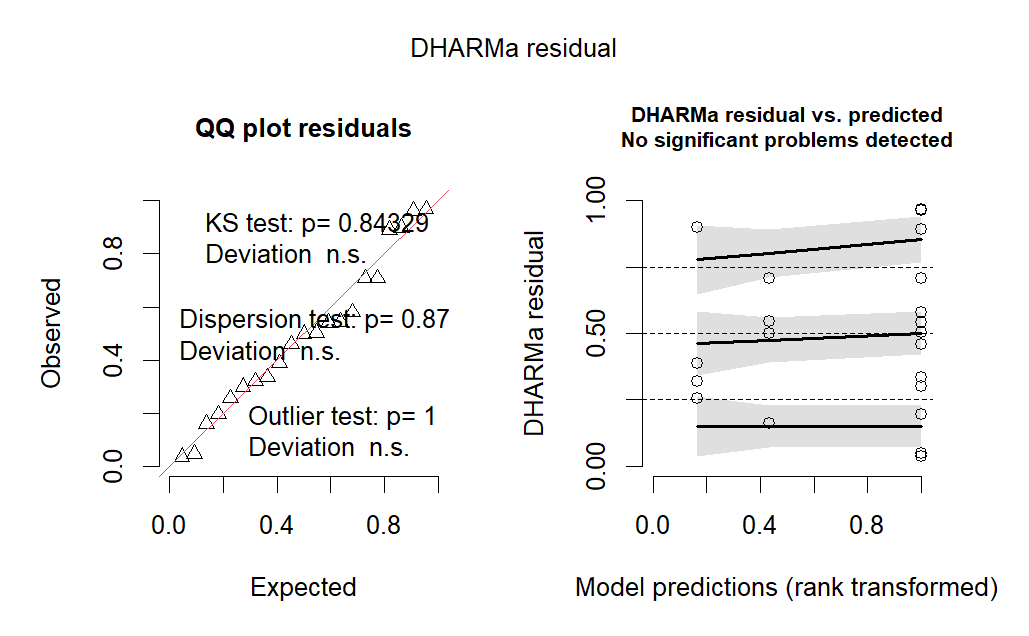 DHARMa residual
QQ plot residuals
KS test: p= 0.84329
Deviation  n.s.
Dispersion test: p= 0.87
Deviation  n.s.
Outlier test: p= 1
Deviation  n.s.
Observed
0.0
0.4
0.8
0.0
0.4
0.8
Expected
DHARMa residual vs. predicted
No significant problems detected
DHARMa residual
0.00
0.50
1.00
0.0
0.4
0.8
Model predictions (rank transformed)